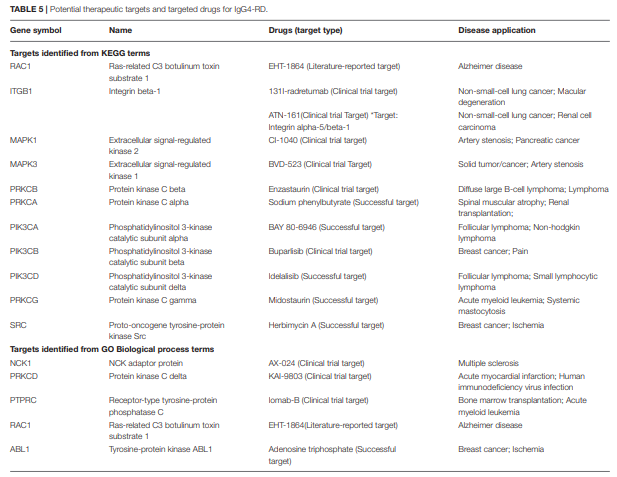 TABLE 5 | Potential therapeutic targets and targeted drugs for IgG4-RD.
Gene symbol Name Drugs (target type) Disease application
Targets identified from KEGG terms
RAC1 Ras-related C3 botulinum toxin EHT-1864 (Literature-reported target) Alzheimer disease
substrate 1
ITGB1 Integrin beta-1 131I-radretumab (Clinical trial target) Non-small-cell lung cancer; Macular
degeneration
ATN-161(Clinical trial Target) *Target: Non-small-cell lung cancer; Renal cell
Integrin alpha-5/beta-1 carcinoma
MAPK1 Extracellular signal-regulated CI-1040 (Clinical trial target) Artery stenosis; Pancreatic cancer
kinase 2
MAPK3 Extracellular signal-regulated BVD-523 (Clinical trial Target) Solid tumor/cancer; Artery stenosis
kinase 1
PRKCB Protein kinase C beta Enzastaurin (Clinical trial target) Diffuse large B-cell lymphoma; Lymphoma
PRKCA Protein kinase C alpha Sodium phenylbutyrate (Successful target) Spinal muscular atrophy; Renal
transplantation;
PIK3CA Phosphatidylinositol 3-kinase BAY 80-6946 (Successful target) Follicular lymphoma; Non-hodgkin
catalytic subunit alpha lymphoma
PIK3CB Phosphatidylinositol 3-kinase Buparlisib (Clinical trial target) Breast cancer; Pain
catalytic subunit beta
PIK3CD Phosphatidylinositol 3-kinase Idelalisib (Successful target) Follicular lymphoma; Small lymphocytic
catalytic subunit delta lymphoma
PRKCG Protein kinase C gamma Midostaurin (Successful target) Acute myeloid leukemia; Systemic
mastocytosis
SRC Proto-oncogene tyrosine-protein Herbimycin A (Successful target) Breast cancer; Ischemia
kinase Src
Targets identified from GO Biological process terms
NCK1 NCK adaptor protein AX-024 (Clinical trial target) Multiple sclerosis
PRKCD Protein kinase C delta KAI-9803 (Clinical trial target) Acute myocardial infarction; Human
immunodeficiency virus infection
PTPRC Receptor-type tyrosine-protein Iomab-B (Clinical trial target) Bone marrow transplantation; Acute
phosphatase C myeloid leukemia
RAC1 Ras-related C3 botulinum toxin EHT-1864(Literature-reported target) Alzheimer disease
substrate 1
ABL1 Tyrosine-protein kinase ABL1 Adenosine triphosphate (Successful Breast cancer; Ischemia
target)